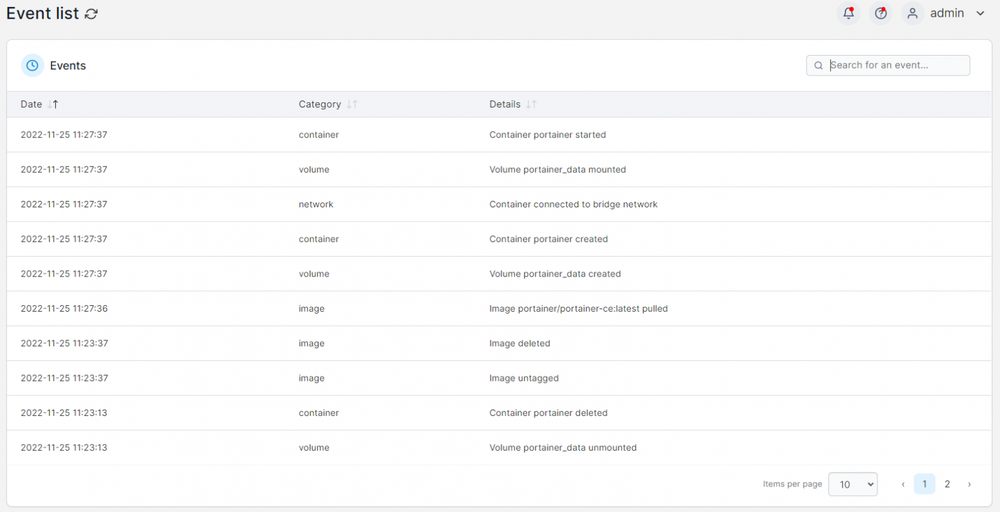 Event list
admin
Events
Search for an event...
Date Category Details
2022-11-25 11:27:37 container Container portainer started
2022-11-25 11:27:37 volume Volume portainer_data mounted
2022-11-25 11:27:37 network Container connected to bridge network
2022-11-25 11:27:37 container Container portainer created
2022-11-25 11:27:37 volume Volume portainer_data created
2022-11-25 11:27:36 image Image portainer/portainer-ce:latest pulled
2022-11-25 11:23:37 image Image deleted
2022-11-25 11:23:37 image Image untagged
2022-11-25 11:23:13 container Container portainer deleted
2022-11-25 11:23:13 volume Volume portainer_data unmounted
Items per page 10 ‹ 1 2 ›